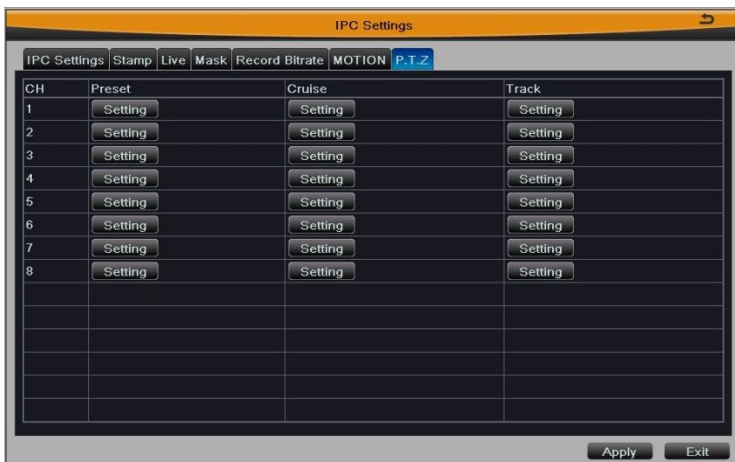 IPC Settings
IPC Settings Stamp Live Mask Record Bitrate MOTION P.T.Z
CH Preset Cruise Track
1 Setting Setting Setting
2 Setting Setting Setting
3 Setting Setting Setting
4 Setting Setting Setting
5 Setting Setting Setting
6 Setting Setting Setting
7 Setting Setting Setting
8 Setting Setting Setting
Apply Exit